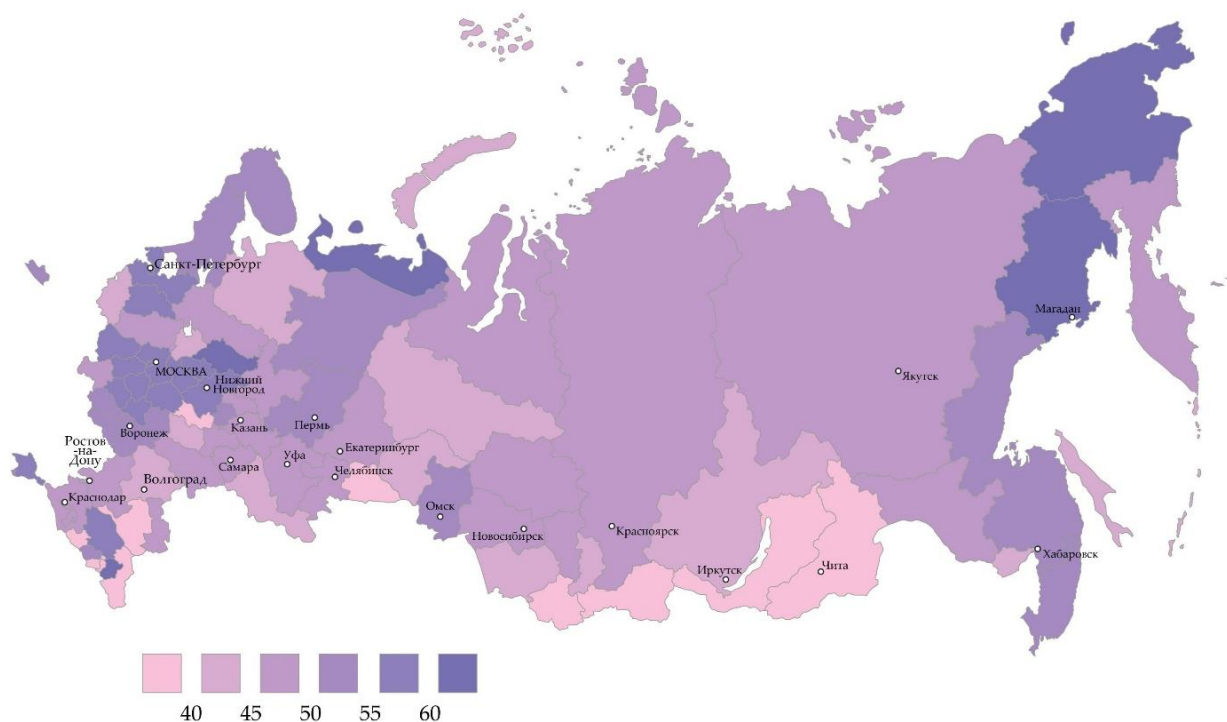 Санкт-Петербург
Магадан
МОСКВА
Нижний
Новгород
Якутск
Воронеж
Казань
Пермь
Ростов
-на-
Дону
Екатеринбург
Самара
Уфа
Челябинск
Волгоград
Краснодар
Омск
Новосибирск
Красноярск
Хабаровск
Иркутск
Чита
40 45 50 55 60